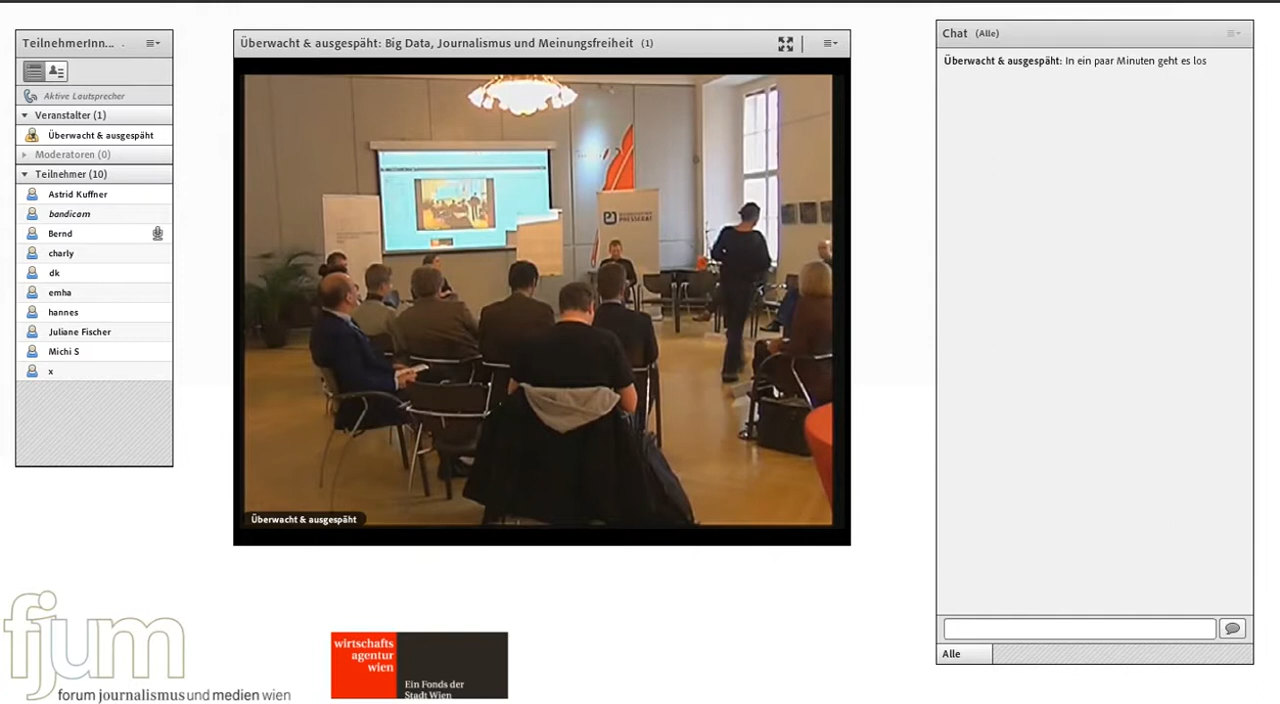 TeilnehmerInn... .
Aktive Lautsprecher
Veranstalter (1)
Überwacht & ausgespäht
Moderatoren (0)
Teilnehmer (10)
Astrid Kuffner
bandicam
Bernd
charly
dk
emha
hannes
Juliane Fischer
Michi S
x
Überwacht & ausgespäht: Big Data, Journalismus und Meinungsfreiheit (1)
PRESSERAT
Überwacht & ausgespäht
Chat (Alle)
Überwacht & ausgespäht: In ein paar Minuten geht es los
Alle
fjum
forum journalismus und medien wien
wirtschafts
agentur
wien
Ein Fonds der
Stadt Wien